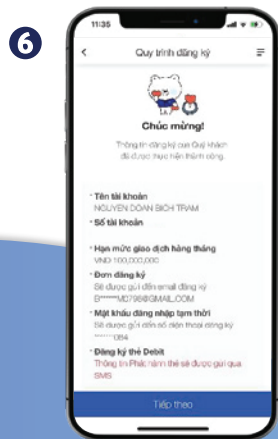 6
11:35
Quy trình đăng ký
Chúc mừng!
Thông tin đăng ký của Quý khách
đã được thực hiện thành công.
* Tên tài khoản
NGUYEN DOAN BICH TRAM
* Số tài khoản
* Hạn mức giao dịch hàng tháng
VND 100,000,000
* Đơn đăng ký
Sẽ được gửi đến email đăng ký
* Mật khẩu đăng nhập tạm thời
Sẽ được gửi đến số điện thoại đăng ký
* Đăng ký thẻ Debit
Thông tin Phát hành thẻ sẽ được gửi qua
SMS
Tiếp theo